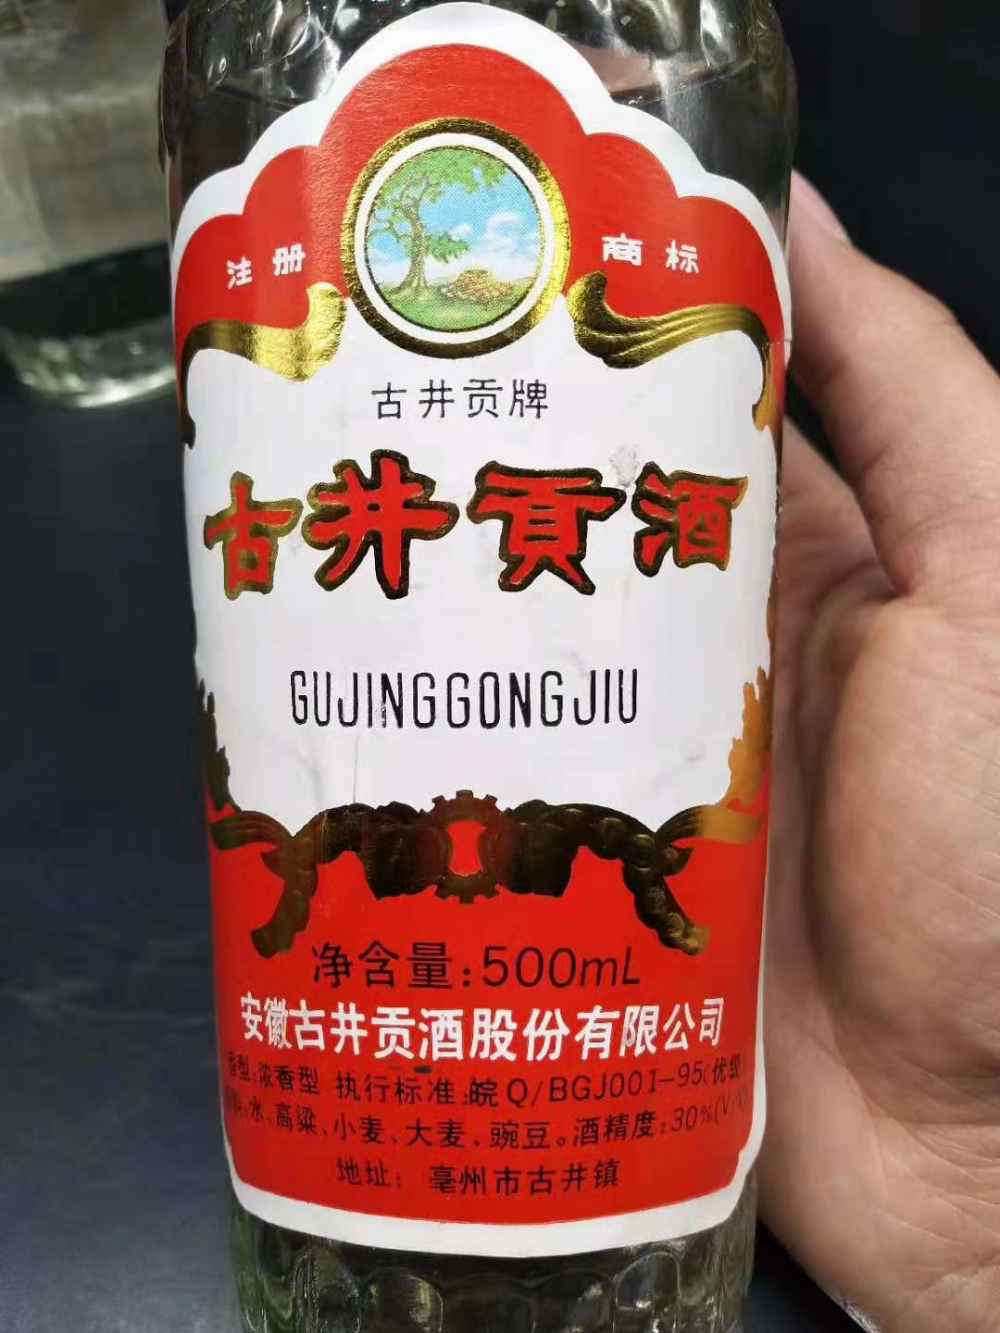 注册 商标
古井贡牌
古井贡酒
GUJINGGONGJIU
净含量:500mL
安徽古井贡酒股份有限公司
香型:浓香型 执行标准:皖Q/BGJ001-95(优级
水、高粱、小麦、大麦、豌豆。酒精度:30%(V/V
地址: 亳州市古井镇